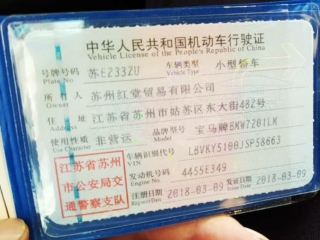 中华人民共和国机动车行驶证
Vehicle License of the People's Republic of China
号牌号码 苏E233ZU 车辆类型 小型轿车
Plate No. Vehicle Type
所有人 苏州红堂贸易有限公司
Owner
住址 江苏省苏州市姑苏区东大街482号
Address
使用性质 非营运 品牌型号 宝马牌BMW7201LK
Use Character Model
江苏省苏州
市公安局交
通警察支队
车辆识别代号 LBVKY5100JSP58663
VIN
发动机号码 4455E349
Engine No.
注册日期 2018-03-09 发证日期 2018-03-09
Register Date Issue Date